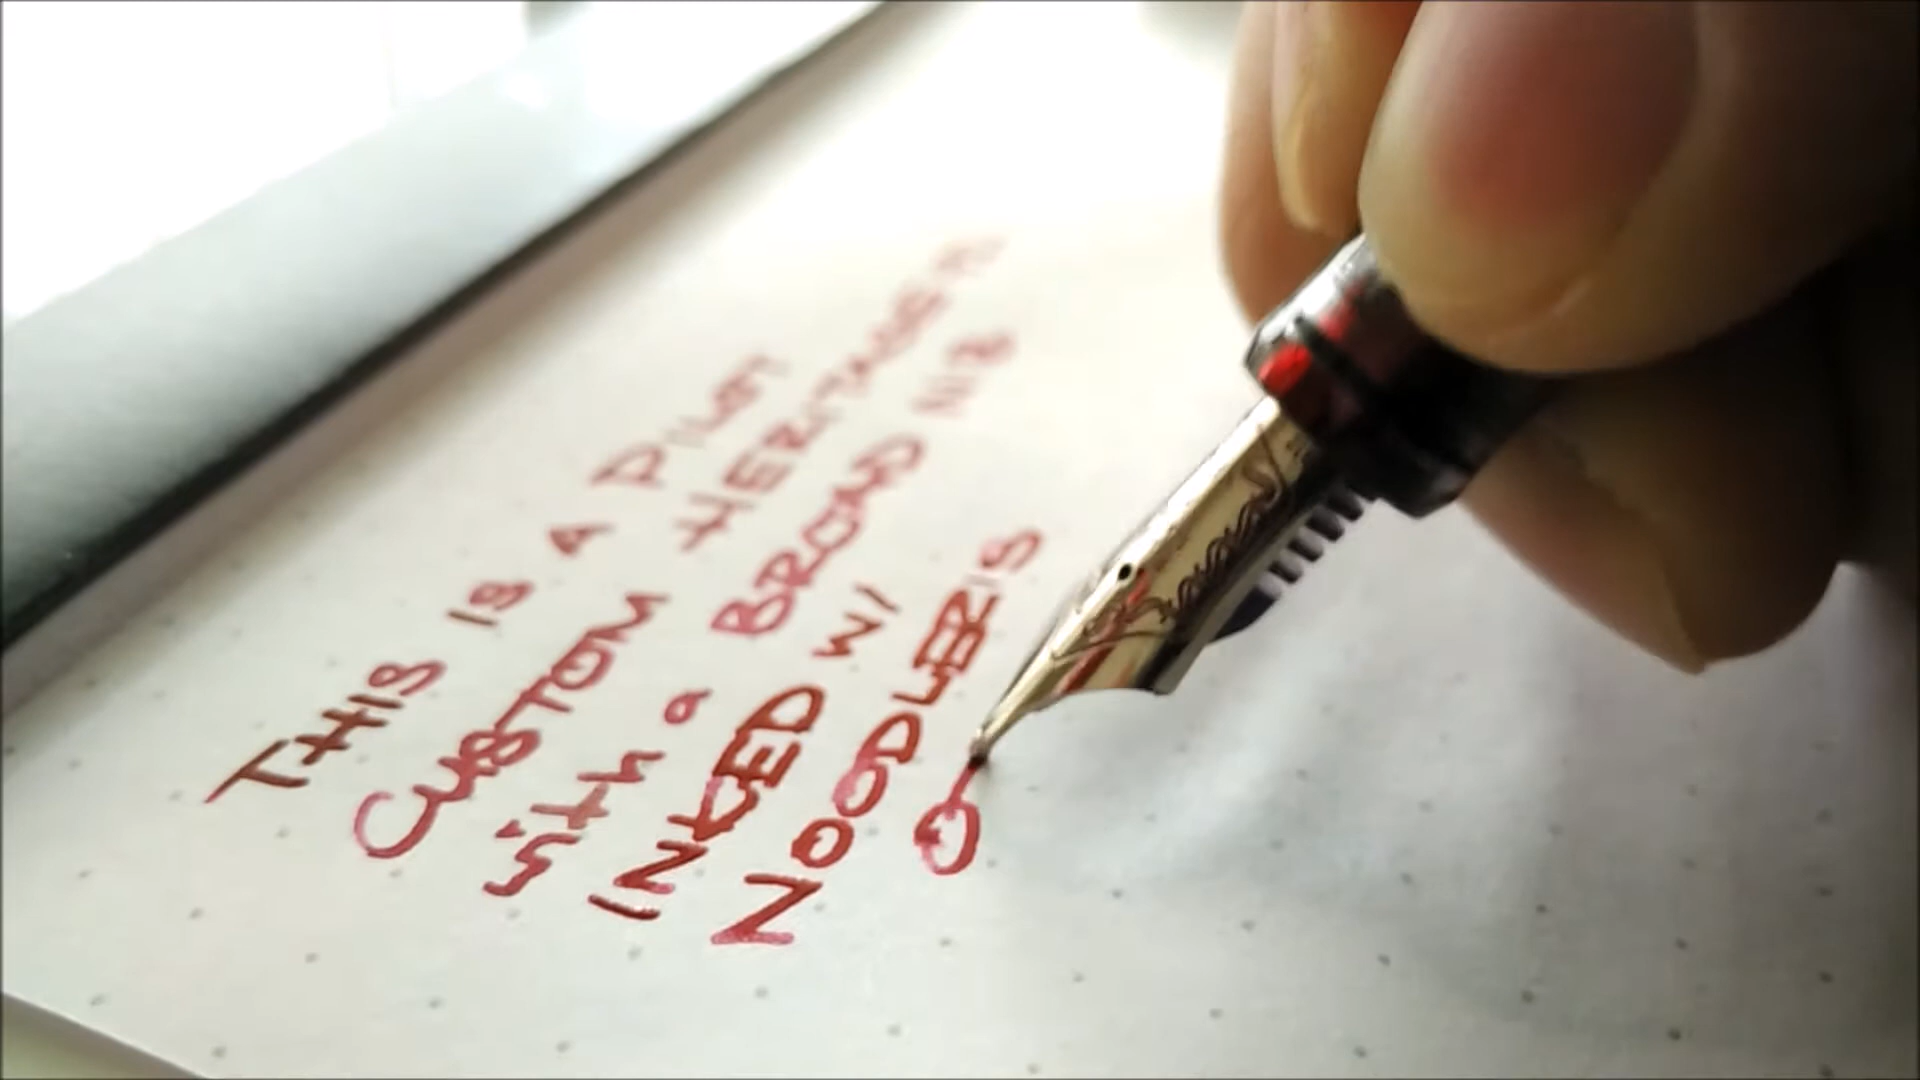 THIS IS A PILOT
CUSTOM HERITAGE
with a BROAD NIB
INKED W/
NOODLER'S